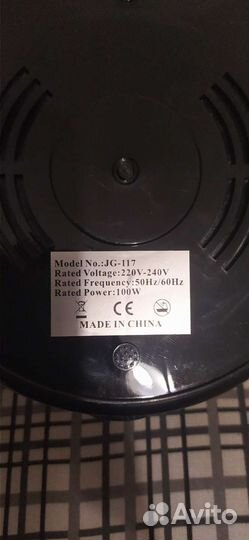 Model No.:JG-117
Rated Voltage:220V-240V
Rated Frequency:50Hz/60Hz
Rated Power:100W
CE
MADE IN CHINA
Avito